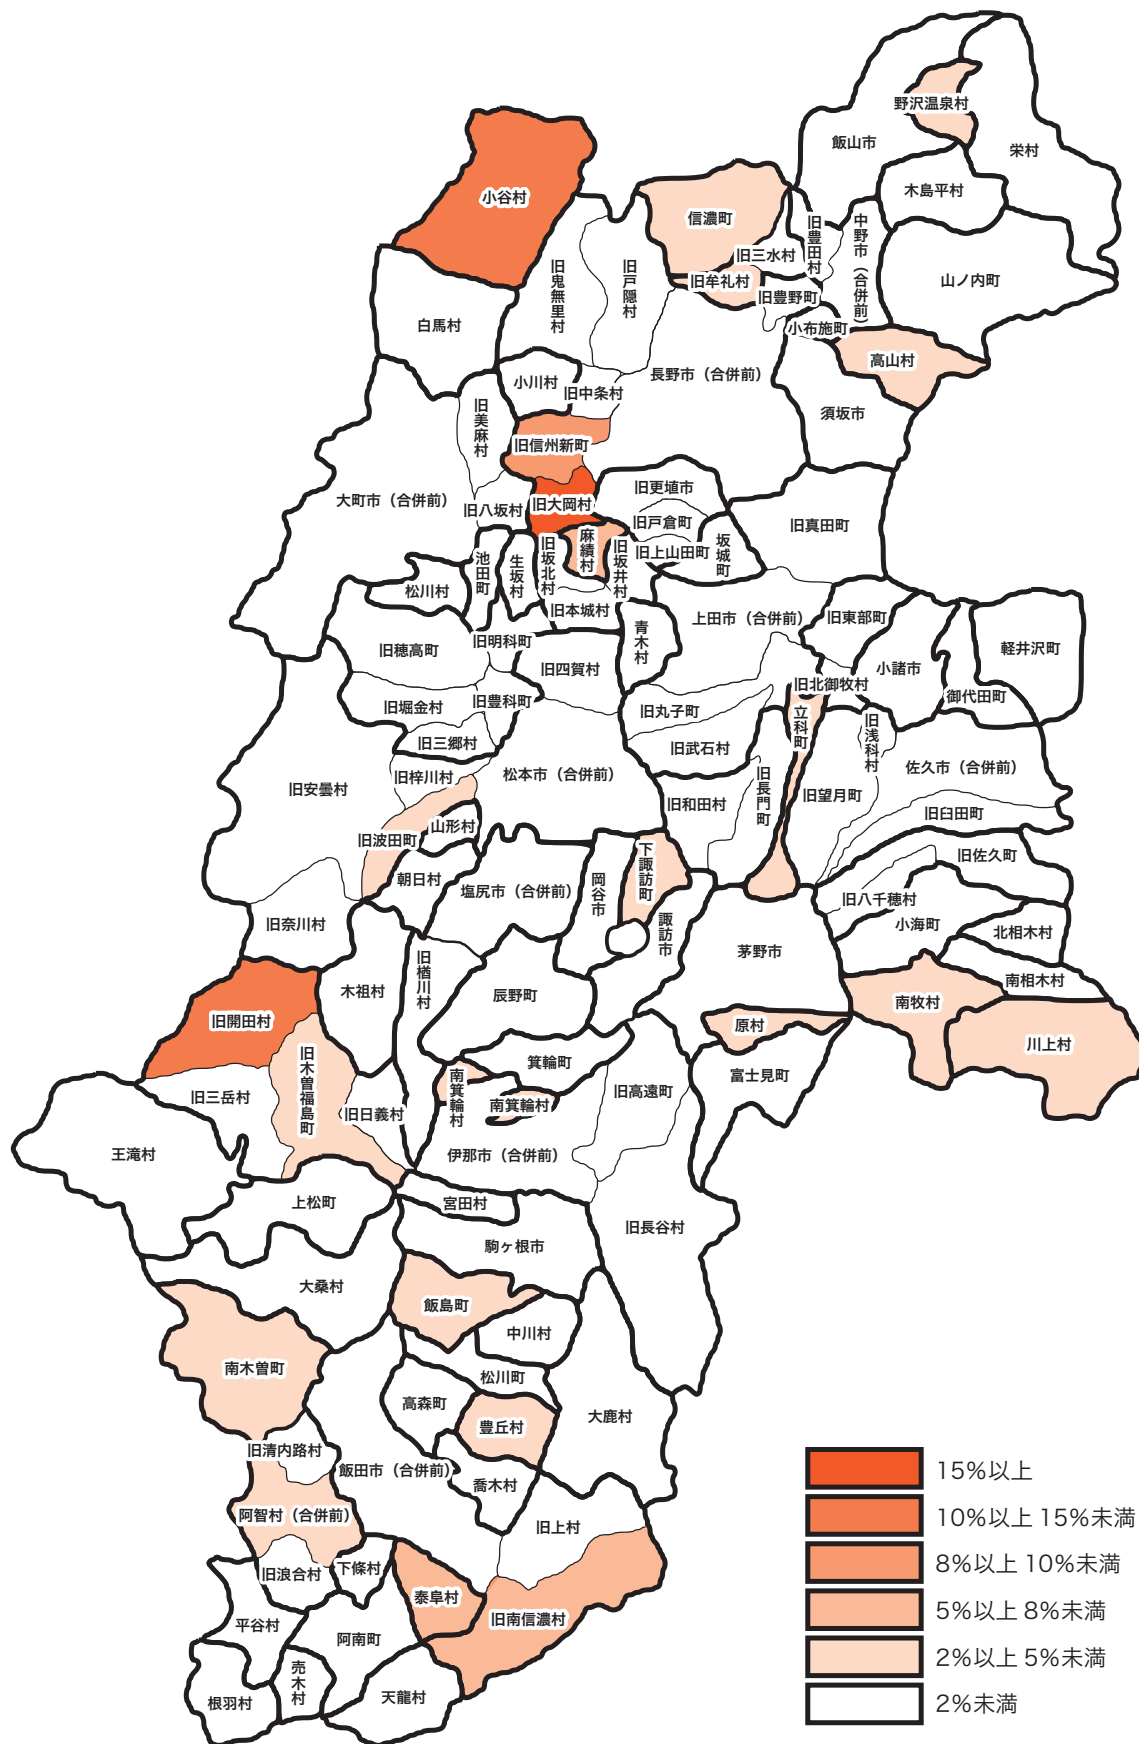 野沢温泉村
飯山市
栄村
木島平村
小谷村
信濃町
旧豊田村
中野市（合併前）
旧三水村
旧鬼無里村
旧戸隠村
旧牟礼村
旧豊野町
山ノ内町
白馬村
小布施町
高山村
小川村
旧中条村
長野市（合併前）
須坂市
旧美麻村
旧信州新町
大町市（合併前）
旧八坂村
旧大岡村
旧更埴市
旧戸倉町
旧上山田町
坂城町
旧真田町
松川村
池田町
生坂村
旧坂北村
麻績村
旧坂井村
旧本城村
青木村
上田市（合併前）
旧東部町
小諸市
軽井沢町
御代田町
旧穂高町
旧明科町
旧四賀村
旧北御牧村
旧堀金村
旧豊科町
旧丸子町
立科町
旧浅科村
旧三郷村
旧武石村
旧安曇村
旧梓川村
松本市（合併前）
旧和田村
旧長門町
旧望月町
佐久市（合併前）
旧臼田町
旧波田町
山形村
朝日村
塩尻市（合併前）
岡谷市
下諏訪町
諏訪市
旧佐久町
旧八千穂村
小海町
北相木村
旧奈川村
木祖村
旧楢川村
辰野町
茅野市
南相木村
南牧村
旧開田村
原村
川上村
旧木曽福島町
箕輪町
富士見町
南箕輪村
南箕輪村
旧高遠町
旧三岳村
旧日義村
王滝村
伊那市（合併前）
上松町
宮田村
旧長谷村
駒ヶ根市
大桑村
飯島町
中川村
南木曽町
松川町
高森町
豊丘村
大鹿村
旧清内路村
飯田市（合併前）
喬木村
阿智村（合併前）
旧上村
旧浪合村
下條村
泰阜村
旧南信濃村
平谷村
阿南町
売木村
根羽村
天龍村
15%以上
10%以上 15%未満
8%以上 10%未満
5%以上 8%未満
2%以上 5%未満
2%未満